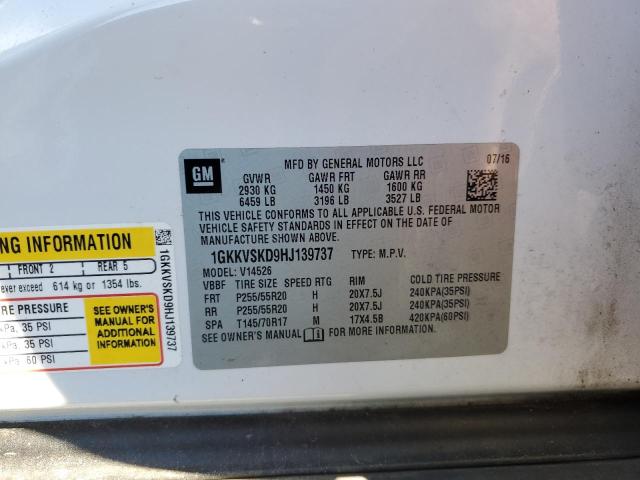 GM
MFD BY GENERAL MOTORS LLC
07/16
GVWR GAWR FRT GAWR RR
2930 KG 1450 KG 1600 KG
6459 LB 3196 LB 3527 LB
THIS VEHICLE CONFORMS TO ALL APPLICABLE U.S. FEDERAL MOTOR
VEHICLE SAFETY STANDARDS IN EFFECT ON THE DATE OF
MANUFACTURE SHOWN ABOVE.
1GKKVSKD9HJ139737 TYPE: M.P.V.
MODEL: V14526
VBBF TIRE SIZE SPEED RTG RIM COLD TIRE PRESSURE
FRT P255/55R20 H 20X7.5J 240KPA(35PSI)
RR P255/55R20 H 20X7.5J 240KPA(35PSI)
SPA T145/70R17 M 17X4.5B 420KPA(60PSI)
SEE OWNER'S MANUAL FOR MORE INFORMATION.
NG INFORMATION
FRONT 2 REAR 5
ever exceed 614 kg or 1354 lbs.
RE PRESSURE
kPa, 35 PSI
kPa, 35 PSI
kPa, 60 PSI
SEE OWNER'S
MANUAL FOR
ADDITIONAL
INFORMATION
1GKKVSKD9HJ139737